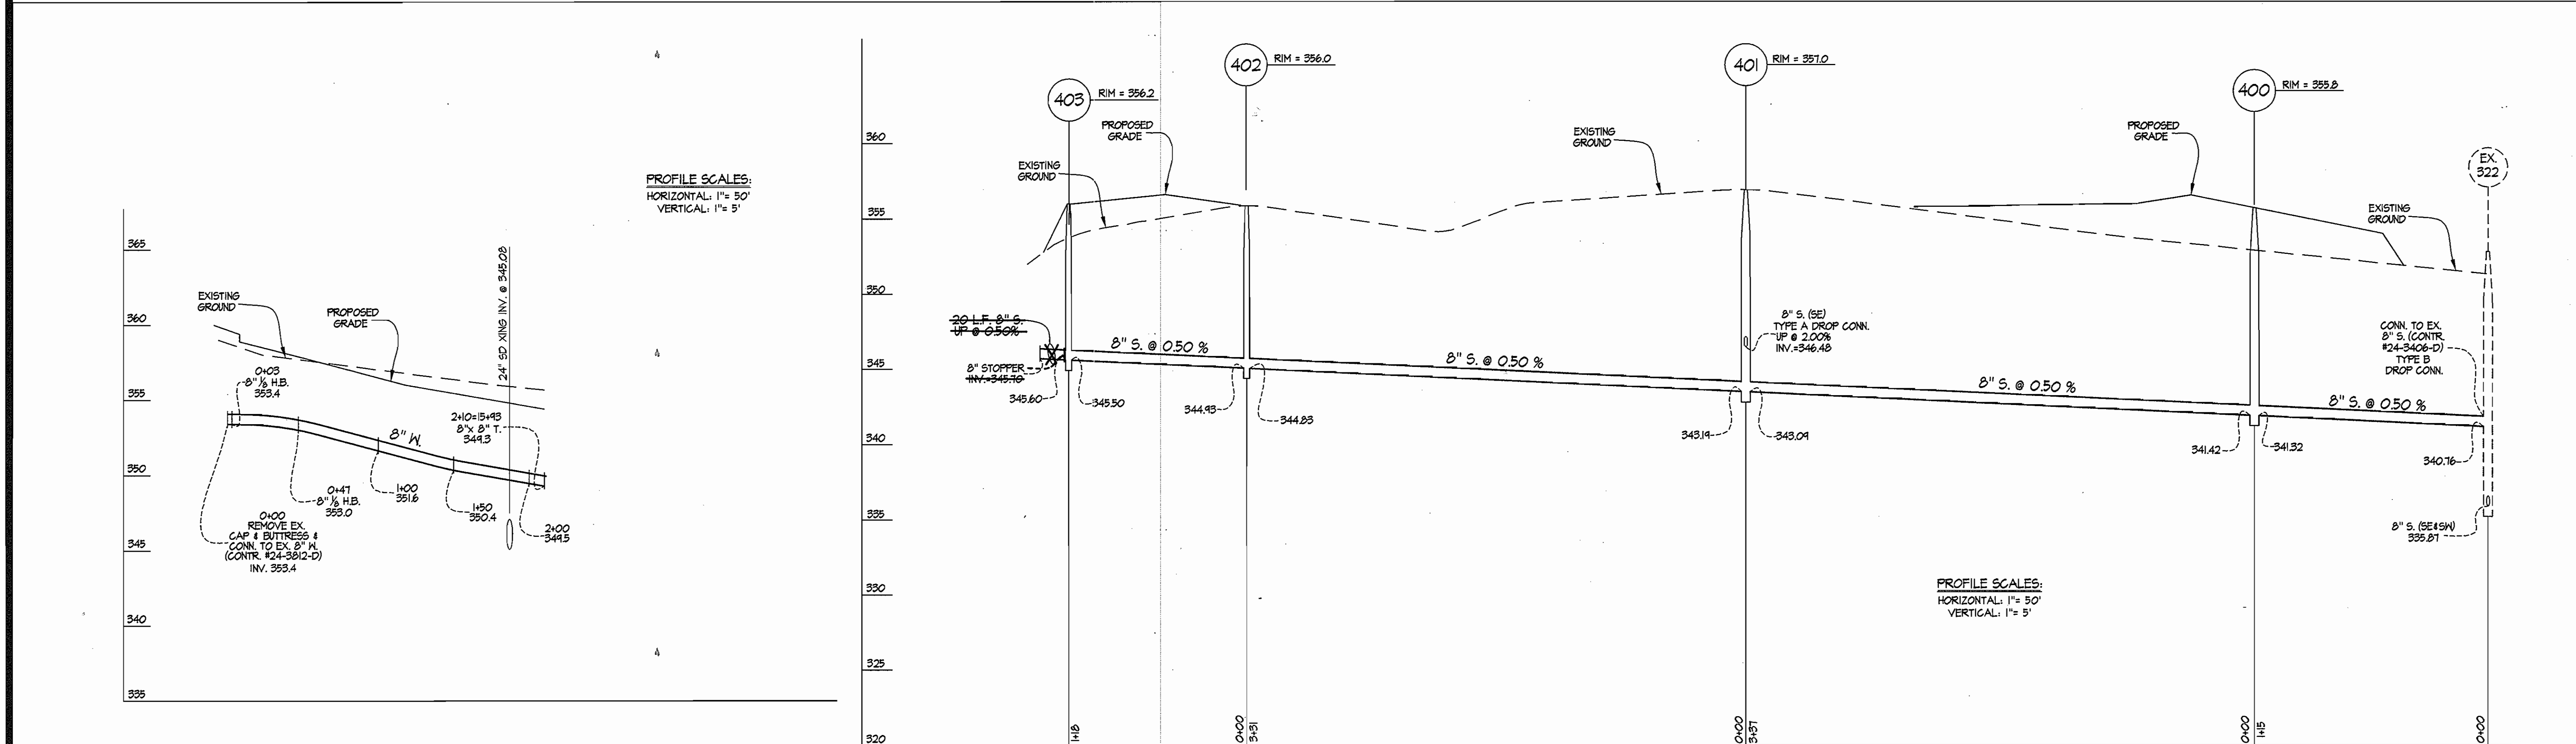 PROFILE SCALES:
HORIZONTAL: 1"= 50'
VERTICAL: 1"= 5'
365
360
355
350
345
340
335
EXISTING
GROUND
PROPOSED
GRADE
24" SD XING INV. @ 345.08
0+03
8" 1/8 H.B.
353.4
2+10=15+93
8"x 8" T.
349.3
8" W.
0+47
8" 1/8 H.B.
353.0
1+00
351.6
1+50
350.4
2+00
349.5
0+00
REMOVE EX.
CAP & BUTTRESS &
CONN. TO EX. 8" W.
(CONTR. #24-3812-D)
INV. 353.4
4
4
4
360
355
350
345
340
335
330
325
320
403
RIM = 356.2
402
RIM = 356.0
401
RIM = 357.0
400
RIM = 355.8
EX.
322
EXISTING
GROUND
PROPOSED
GRADE
EXISTING
GROUND
PROPOSED
GRADE
EXISTING
GROUND
20 L.F. 8" S.
UP @ 0.50%
8" STOPPER
INV.=345.70
345.60
345.50
8" S. @ 0.50 %
344.93
344.83
8" S. @ 0.50 %
8" S. (SE)
TYPE A DROP CONN.
UP @ 2.00%
INV.=346.48
343.19
343.09
8" S. @ 0.50 %
341.42
341.32
8" S. @ 0.50 %
CONN. TO EX.
8" S. (CONTR.
#24-3406-D)
TYPE B
DROP CONN.
340.76
8" S. (SE&SW)
335.87
PROFILE SCALES:
HORIZONTAL: 1"= 50'
VERTICAL: 1"= 5'
1+18
0+00
3+31
0+00
3+37
0+00
1+15
0+00